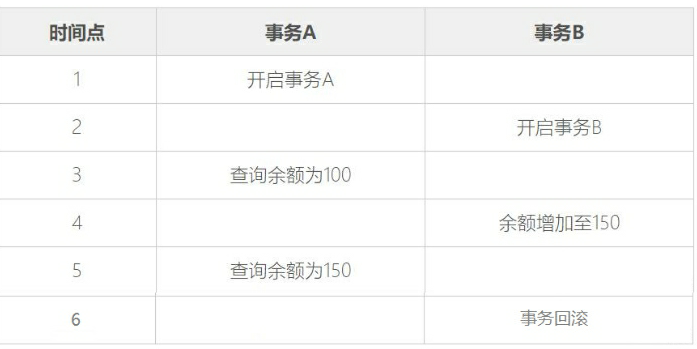 时间点 事务A 事务B
1 开启事务A
2 开启事务B
3 查询余额为100
4 余额增加至150
5 查询余额为150
6 事务回滚